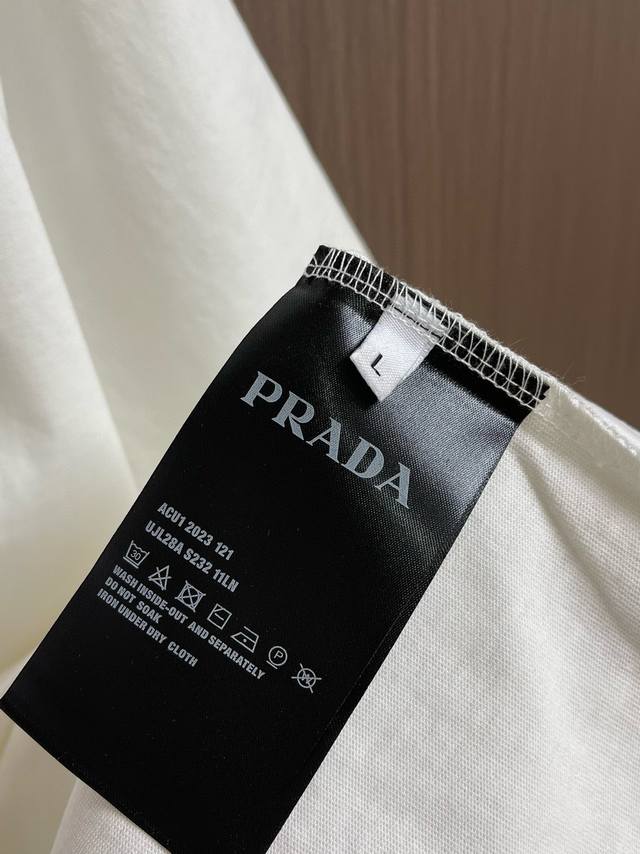 L
PRADA
ACU1 2023 121
UJL28A S232 11LN
30 P W
WASH INSIDE-OUT AND SEPARATELY
DO NOT SOAK
IRON UNDER DRY CLOTH